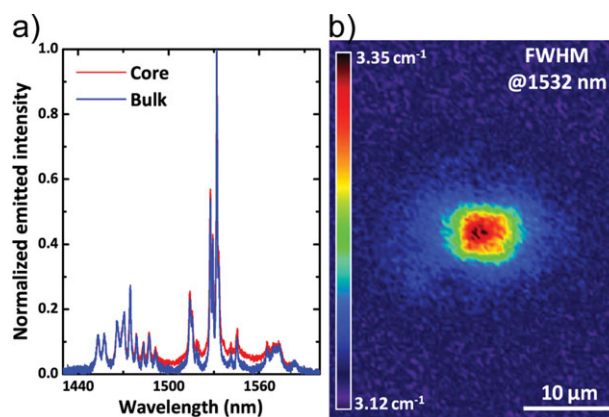 a)
Core
Bulk
Normalized emitted intensity
1.0
0.8
0.6
0.4
0.2
0.0
1440
1500
1560
Wavelength (nm)
b)
3.35 cm⁻¹
FWHM
@1532 nm
3.12 cm⁻¹
10 µm